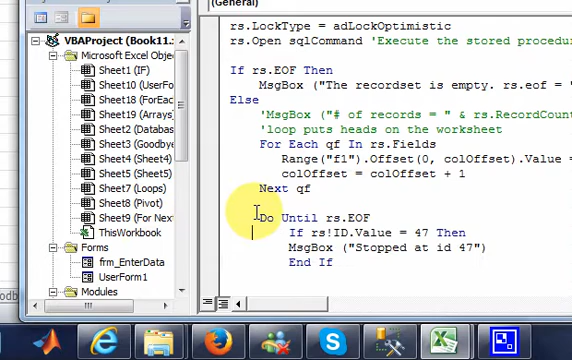 (General)
VBAProject (Book11.
Microsoft Excel Objec
Sheet1 (IF)
Sheet10 (UserFo
Sheet18 (ForEac
Sheet19 (Arrays)
Sheet2 (Databas
Sheet3 (Goodbye
Sheet4 (Sheet4)
Sheet5 (Sheet5)
Sheet7 (Loops)
Sheet8 (Pivot)
Sheet9 (For Nex
ThisWorkbook
Forms
frm_EnterData
UserForm1
Modules
rs.LockType = adLockOptimistic
rs.Open sqlCommand 'Execute the stored procedur
If rs.EOF Then
MsgBox ("The recordset is empty. rs.eof = "
Else
'MsgBox ("# of records = " & rs.RecordCount
'loop puts heads on the worksheet
For Each qf In rs.Fields
Range("f1").Offset(0, colOffset).Value =
colOffset = colOffset + 1
Next qf
Do Until rs.EOF
If rs!ID.Value = 47 Then
MsgBox ("Stopped at id 47")
End If
odb